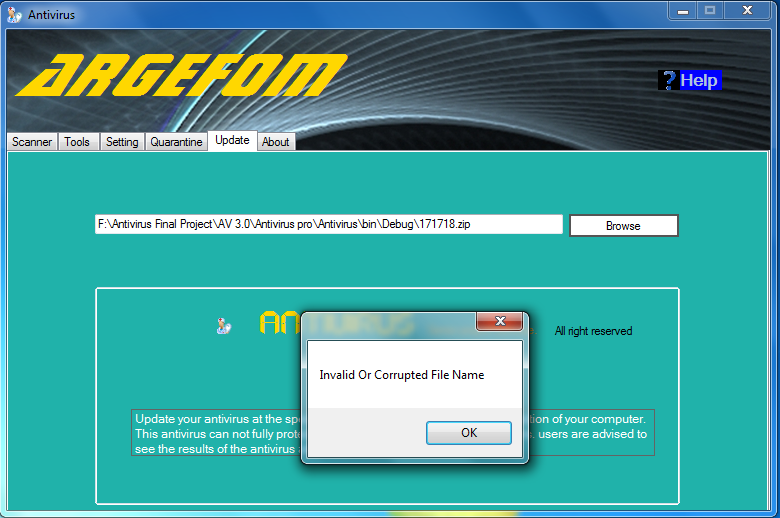 Antivirus
ARGEFOM
? Help
Scanner Tools Setting Quarantine Update About
F:\Antivirus Final Project\AV 3.0\Antivirus pro\Antivirus\bin\Debug\171718.zip Browse
ANTIVIRUS All right reserved
Invalid Or Corrupted File Name
OK
Update your antivirus at the tion of your computer.
This antivirus can not fully users are advised to
see the results of the antivirus